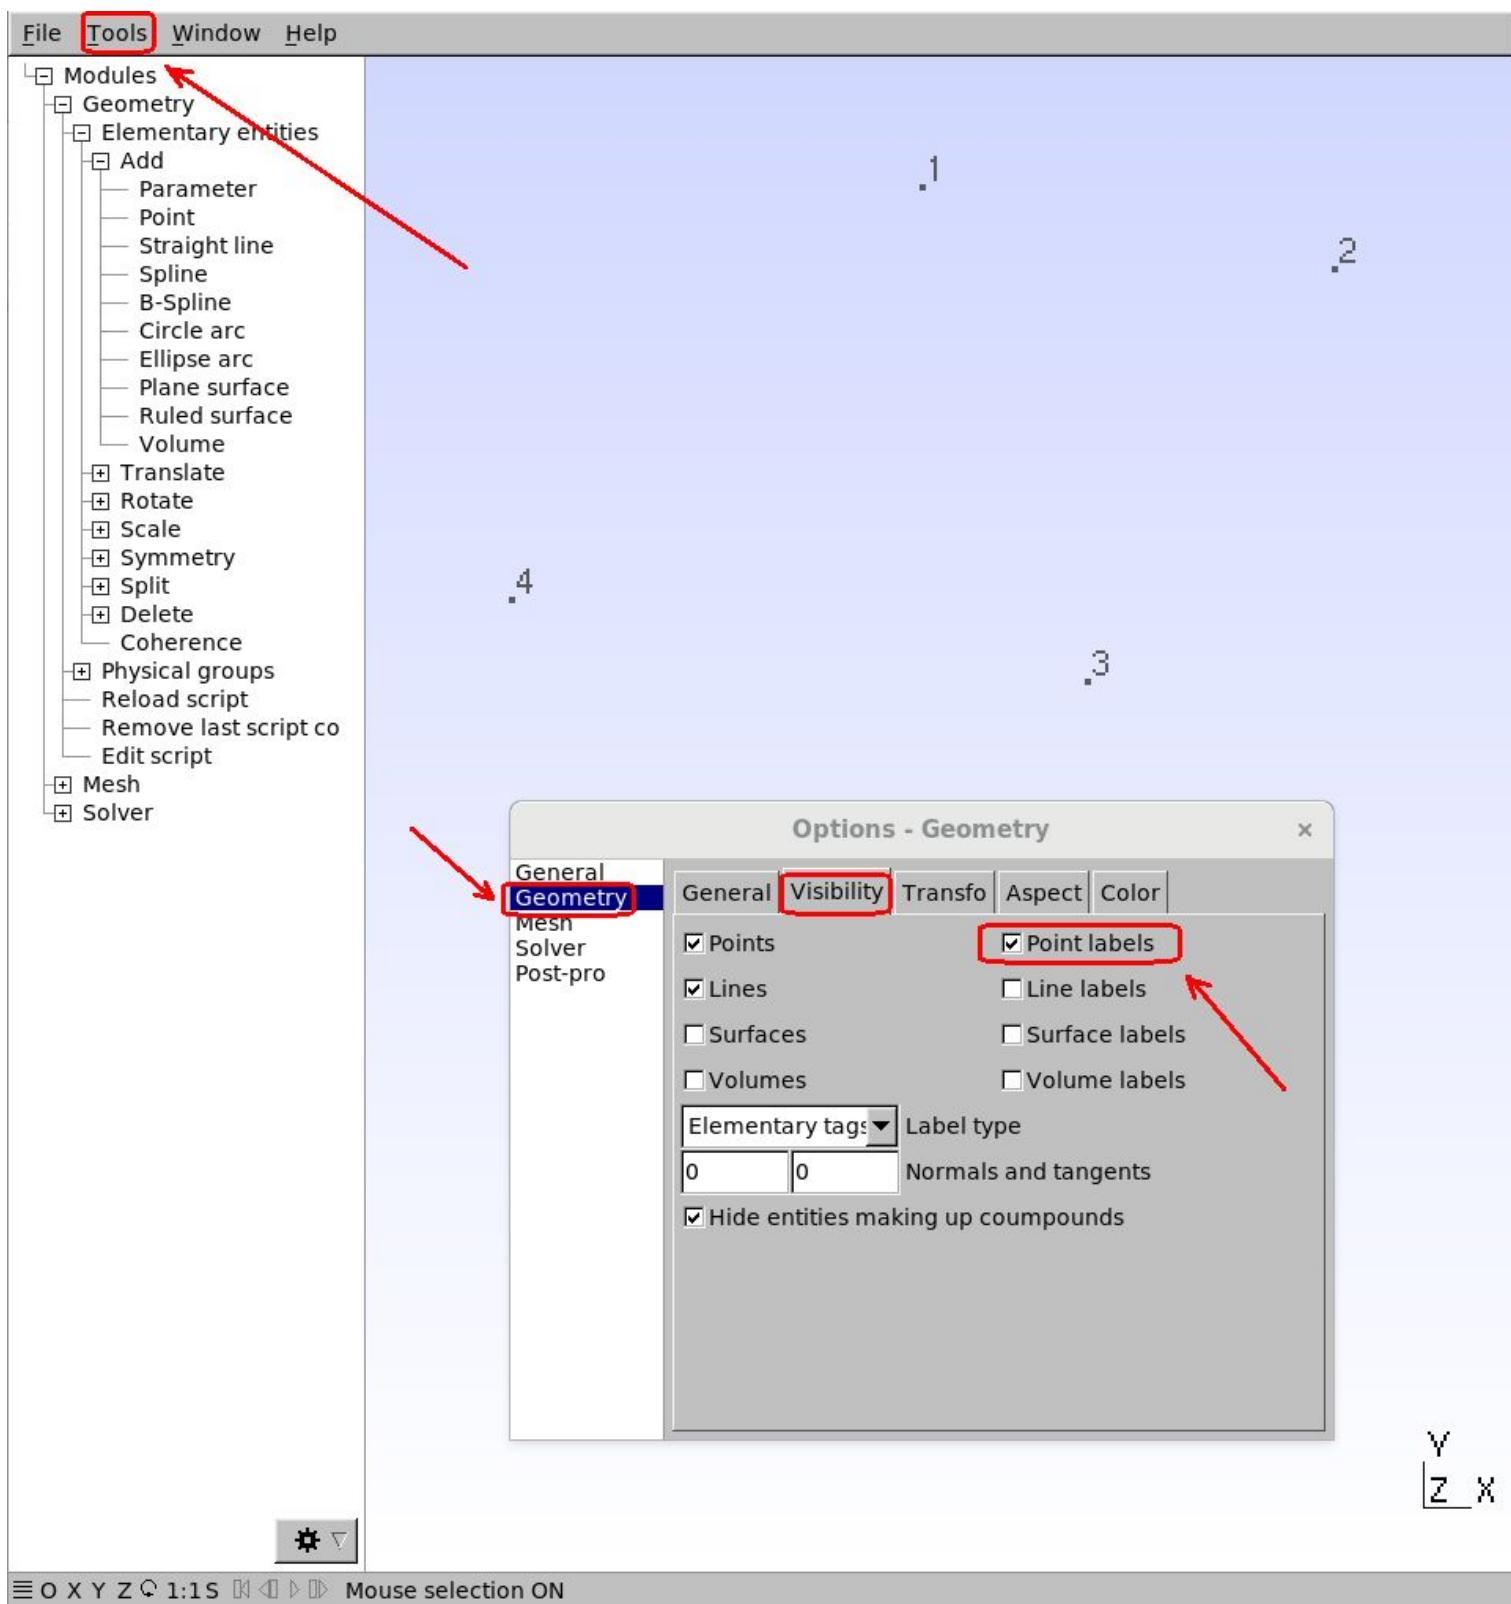 File Tools Window Help
Modules
Geometry
Elementary entities
Add
Parameter
Point
Straight line
Spline
B-Spline
Circle arc
Ellipse arc
Plane surface
Ruled surface
Volume
Translate
Rotate
Scale
Symmetry
Split
Delete
Coherence
Physical groups
Reload script
Remove last script co
Edit script
Mesh
Solver
1
2
4
3
Options - Geometry
General
Geometry
Mesh
Solver
Post-pro
General Visibility Transfo Aspect Color
Points Point labels
Lines Line labels
Surfaces Surface labels
Volumes Volume labels
Elementary tags Label type
0 0 Normals and tangents
Hide entities making up coumpounds
Y
Z X
O X Y Z 1:1 S Mouse selection ON